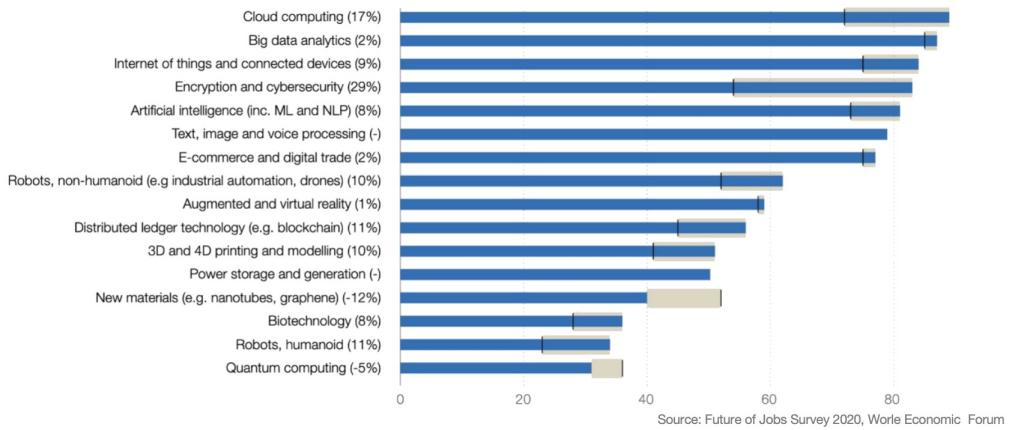 Cloud computing (17%)
Big data analytics (2%)
Internet of things and connected devices (9%)
Encryption and cybersecurity (29%)
Artificial intelligence (inc. ML and NLP) (8%)
Text, image and voice processing (-)
E-commerce and digital trade (2%)
Robots, non-humanoid (e.g industrial automation, drones) (10%)
Augmented and virtual reality (1%)
Distributed ledger technology (e.g. blockchain) (11%)
3D and 4D printing and modelling (10%)
Power storage and generation (-)
New materials (e.g. nanotubes, graphene) (-12%)
Biotechnology (8%)
Robots, humanoid (11%)
Quantum computing (-5%)
0 20 40 60 80
Source: Future of Jobs Survey 2020, Worle Economic Forum